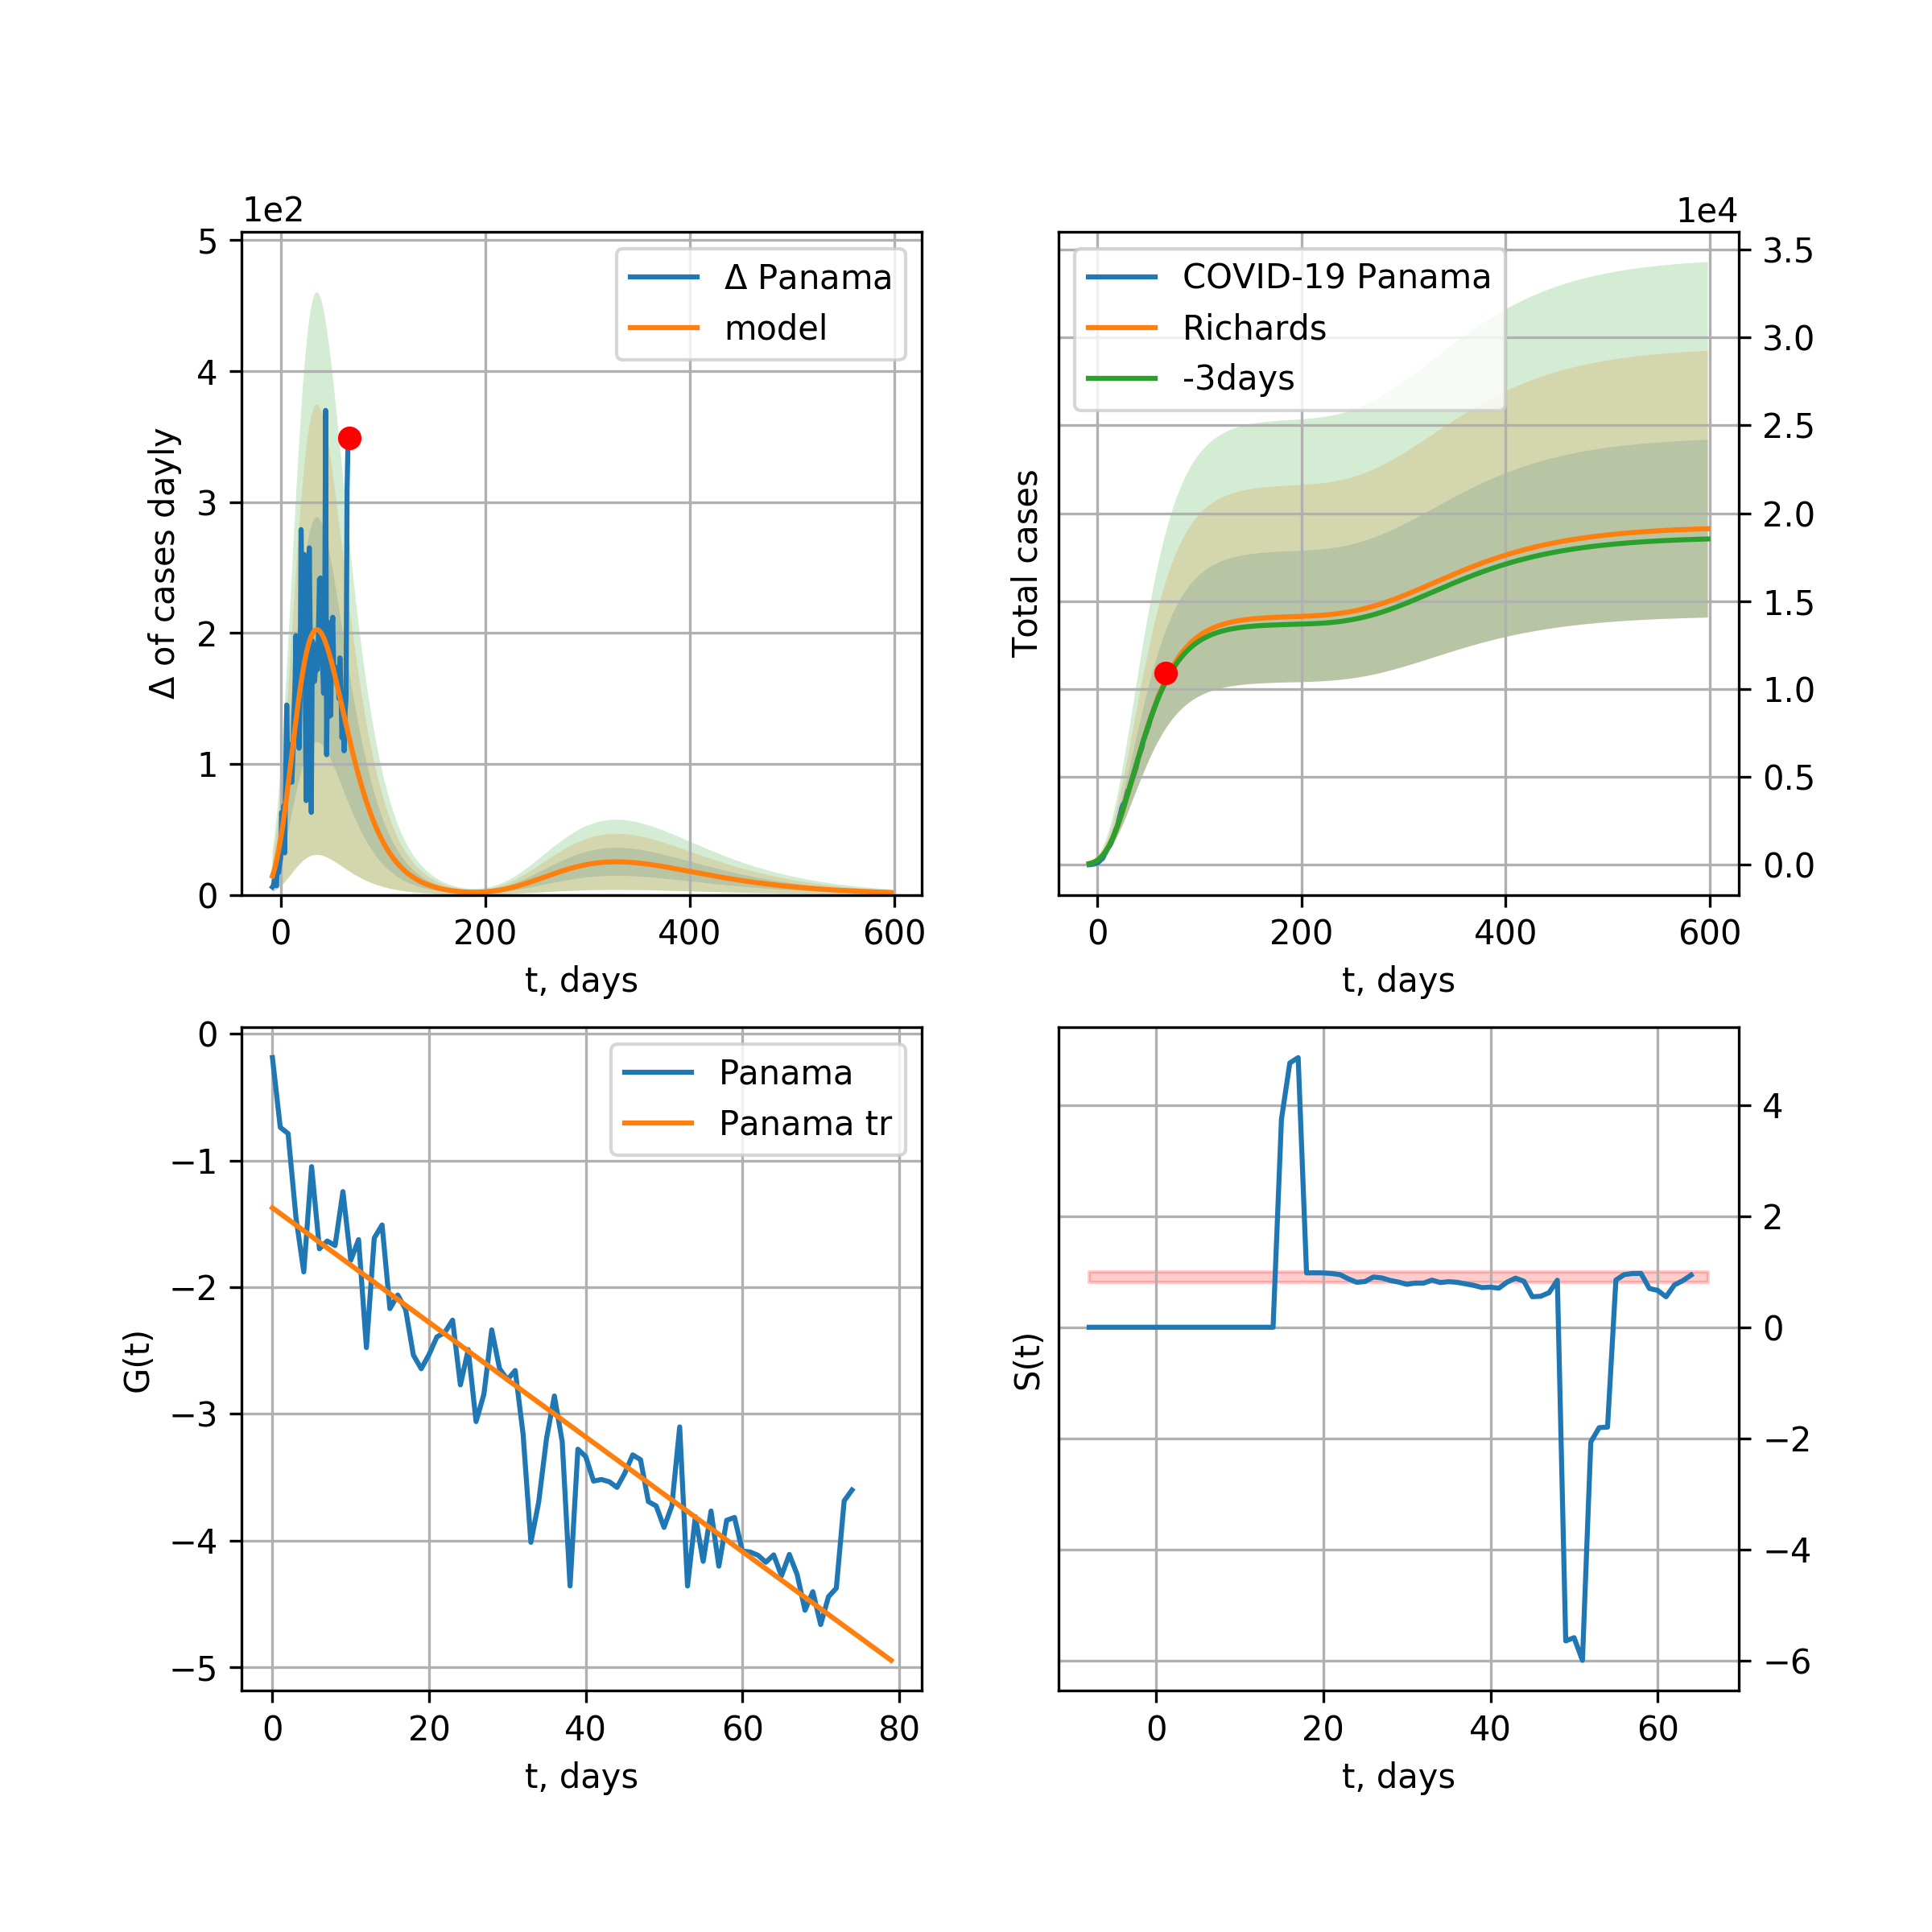 1e2
5
4
3
2
1
0
Δ of cases dayly
Δ Panama
model
0 200 400 600
t, days
1e4
3.5
3.0
2.5
2.0
1.5
1.0
0.5
0.0
Total cases
COVID-19 Panama
Richards
-3days
0 200 400 600
t, days
0
−1
−2
−3
−4
−5
G(t)
Panama
Panama tr
0 20 40 60 80
t, days
4
2
0
−2
−4
−6
S(t)
0 20 40 60
t, days